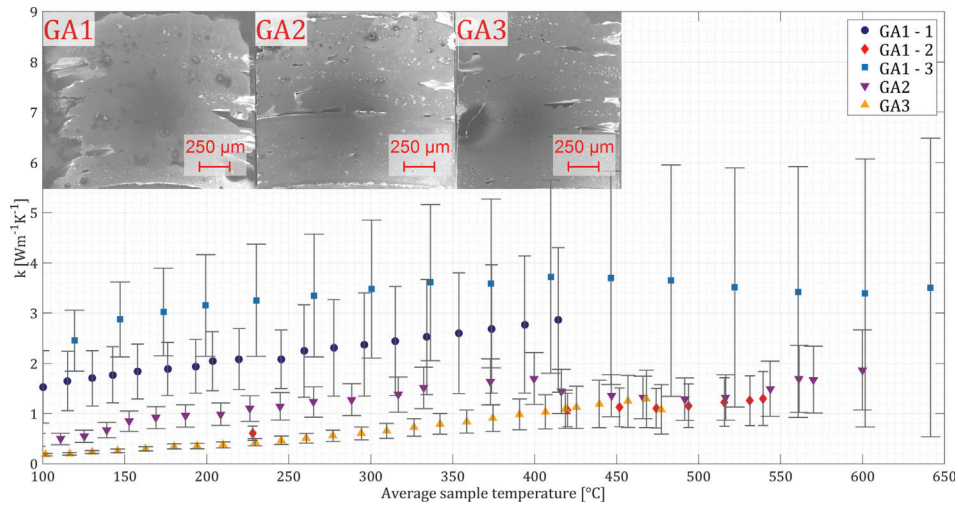 9
8
7
6
5
4
3
2
1
0
k [Wm⁻¹K⁻¹]
GA1
GA2
GA3
250 µm
250 µm
250 µm
GA1 - 1
GA1 - 2
GA1 - 3
GA2
GA3
100 150 200 250 300 350 400 450 500 550 600 650
Average sample temperature [°C]